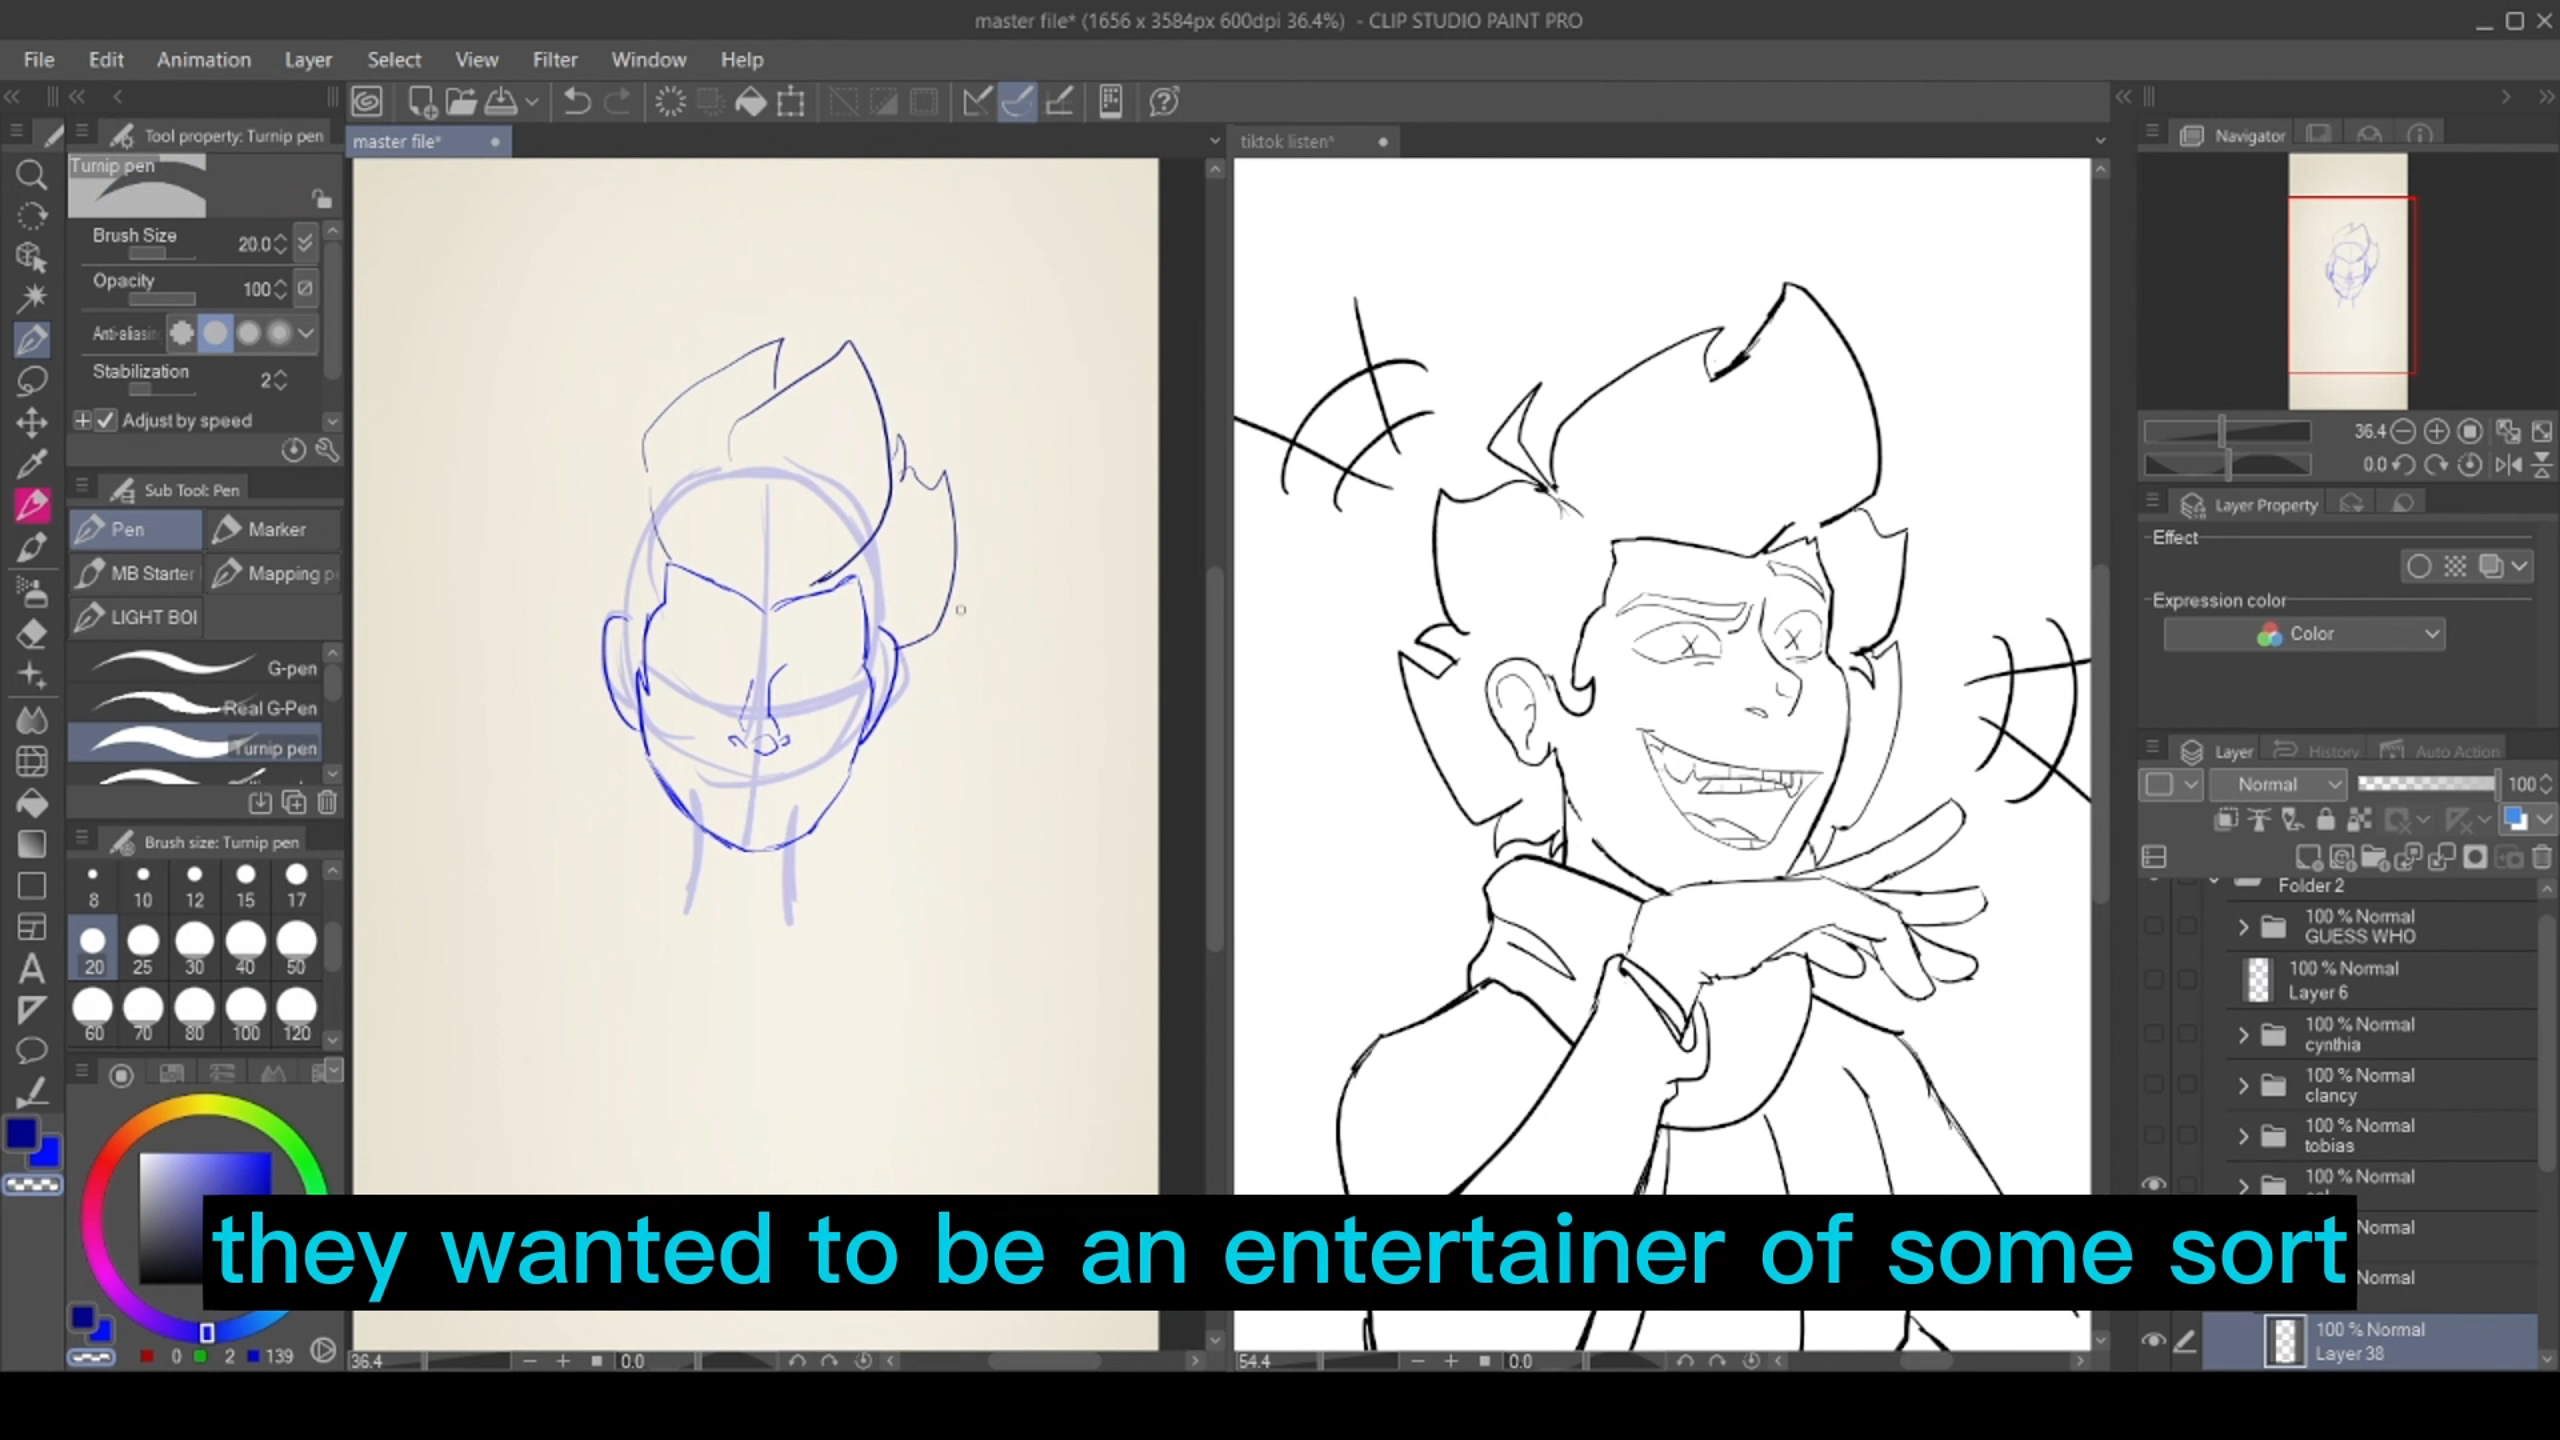 master file* (1656 x 3584px 600dpi 36.4%) - CLIP STUDIO PAINT PRO
File Edit Animation Layer Select View Filter Window Help
Tool property: Turnip pen
master file*
tiktok listen*
Navigator
Turnip pen
Brush Size 20.0
Opacity 100
Anti-aliasin
Stabilization 2
Adjust by speed
36.4
0.0
Sub Tool: Pen
Pen
Marker
MB Starter
Mapping p
LIGHT BOI
G-pen
Real G-Pen
Turnip pen
Layer Property
Effect
Expression color
Color
Layer History Auto Action
Normal 100
Brush size: Turnip pen
8 10 12 15 17
20 25 30 40 50
60 70 80 100 120
Folder 2
100 % Normal
GUESS WHO
100 % Normal
Layer 6
100 % Normal
cynthia
100 % Normal
clancy
100 % Normal
tobias
100 % Normal
Normal
Normal
100 % Normal
Layer 38
they wanted to be an entertainer of some sort
0 2 139
36.4 0.0
54.4 0.0